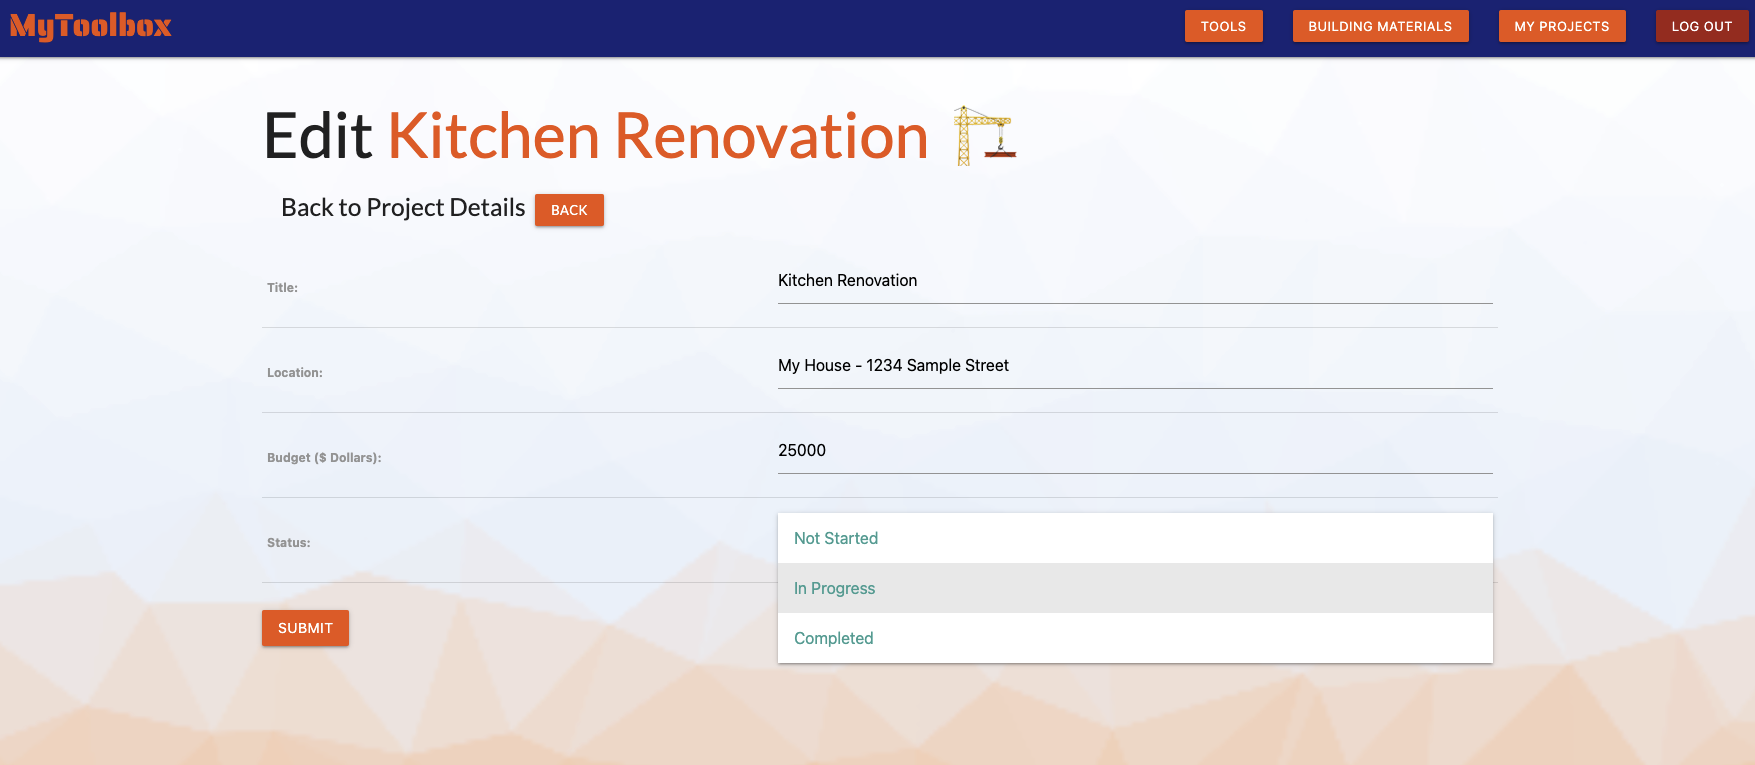 MyToolbox
TOOLS
BUILDING MATERIALS
MY PROJECTS
LOG OUT
Edit Kitchen Renovation
Back to Project Details BACK
Title: Kitchen Renovation
Location: My House - 1234 Sample Street
Budget ($ Dollars): 25000
Status:
Not Started
In Progress
Completed
SUBMIT